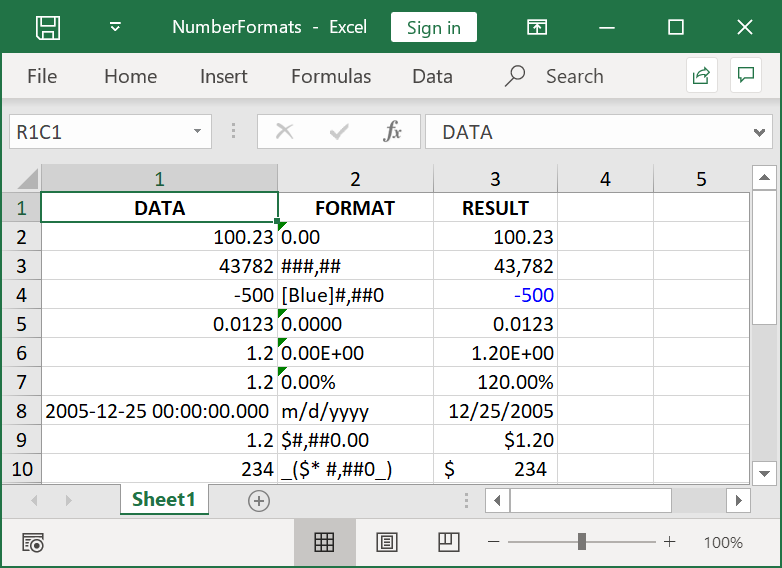 NumberFormats - Excel Sign in
File Home Insert Formulas Data Search
R1C1 fx DATA
1 2 3 4 5
1 DATA FORMAT RESULT
2 100.23 0.00 100.23
3 43782 ###,## 43,782
4 -500 [Blue]#,##0 -500
5 0.0123 0.0000 0.0123
6 1.2 0.00E+00 1.20E+00
7 1.2 0.00% 120.00%
8 2005-12-25 00:00:00.000 m/d/yyyy 12/25/2005
9 1.2 $#,##0.00 $1.20
10 234 _($* #,##0_) $ 234
Sheet1
100%